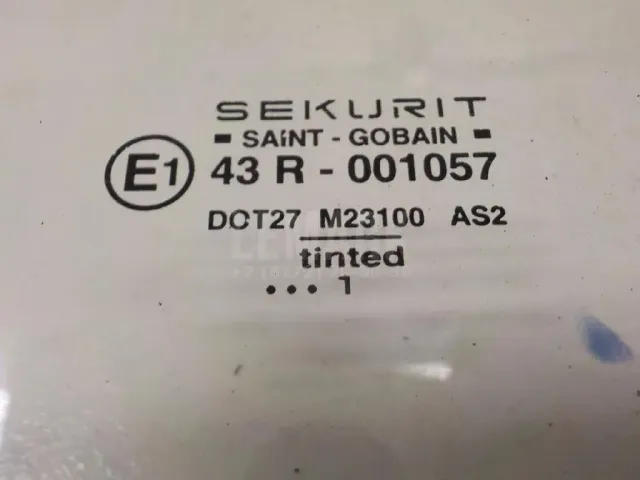 SEKURIT
SAINT - GOBAIN
E1 43 R - 001057
DOT27 M23100 AS2
tinted
••• 1